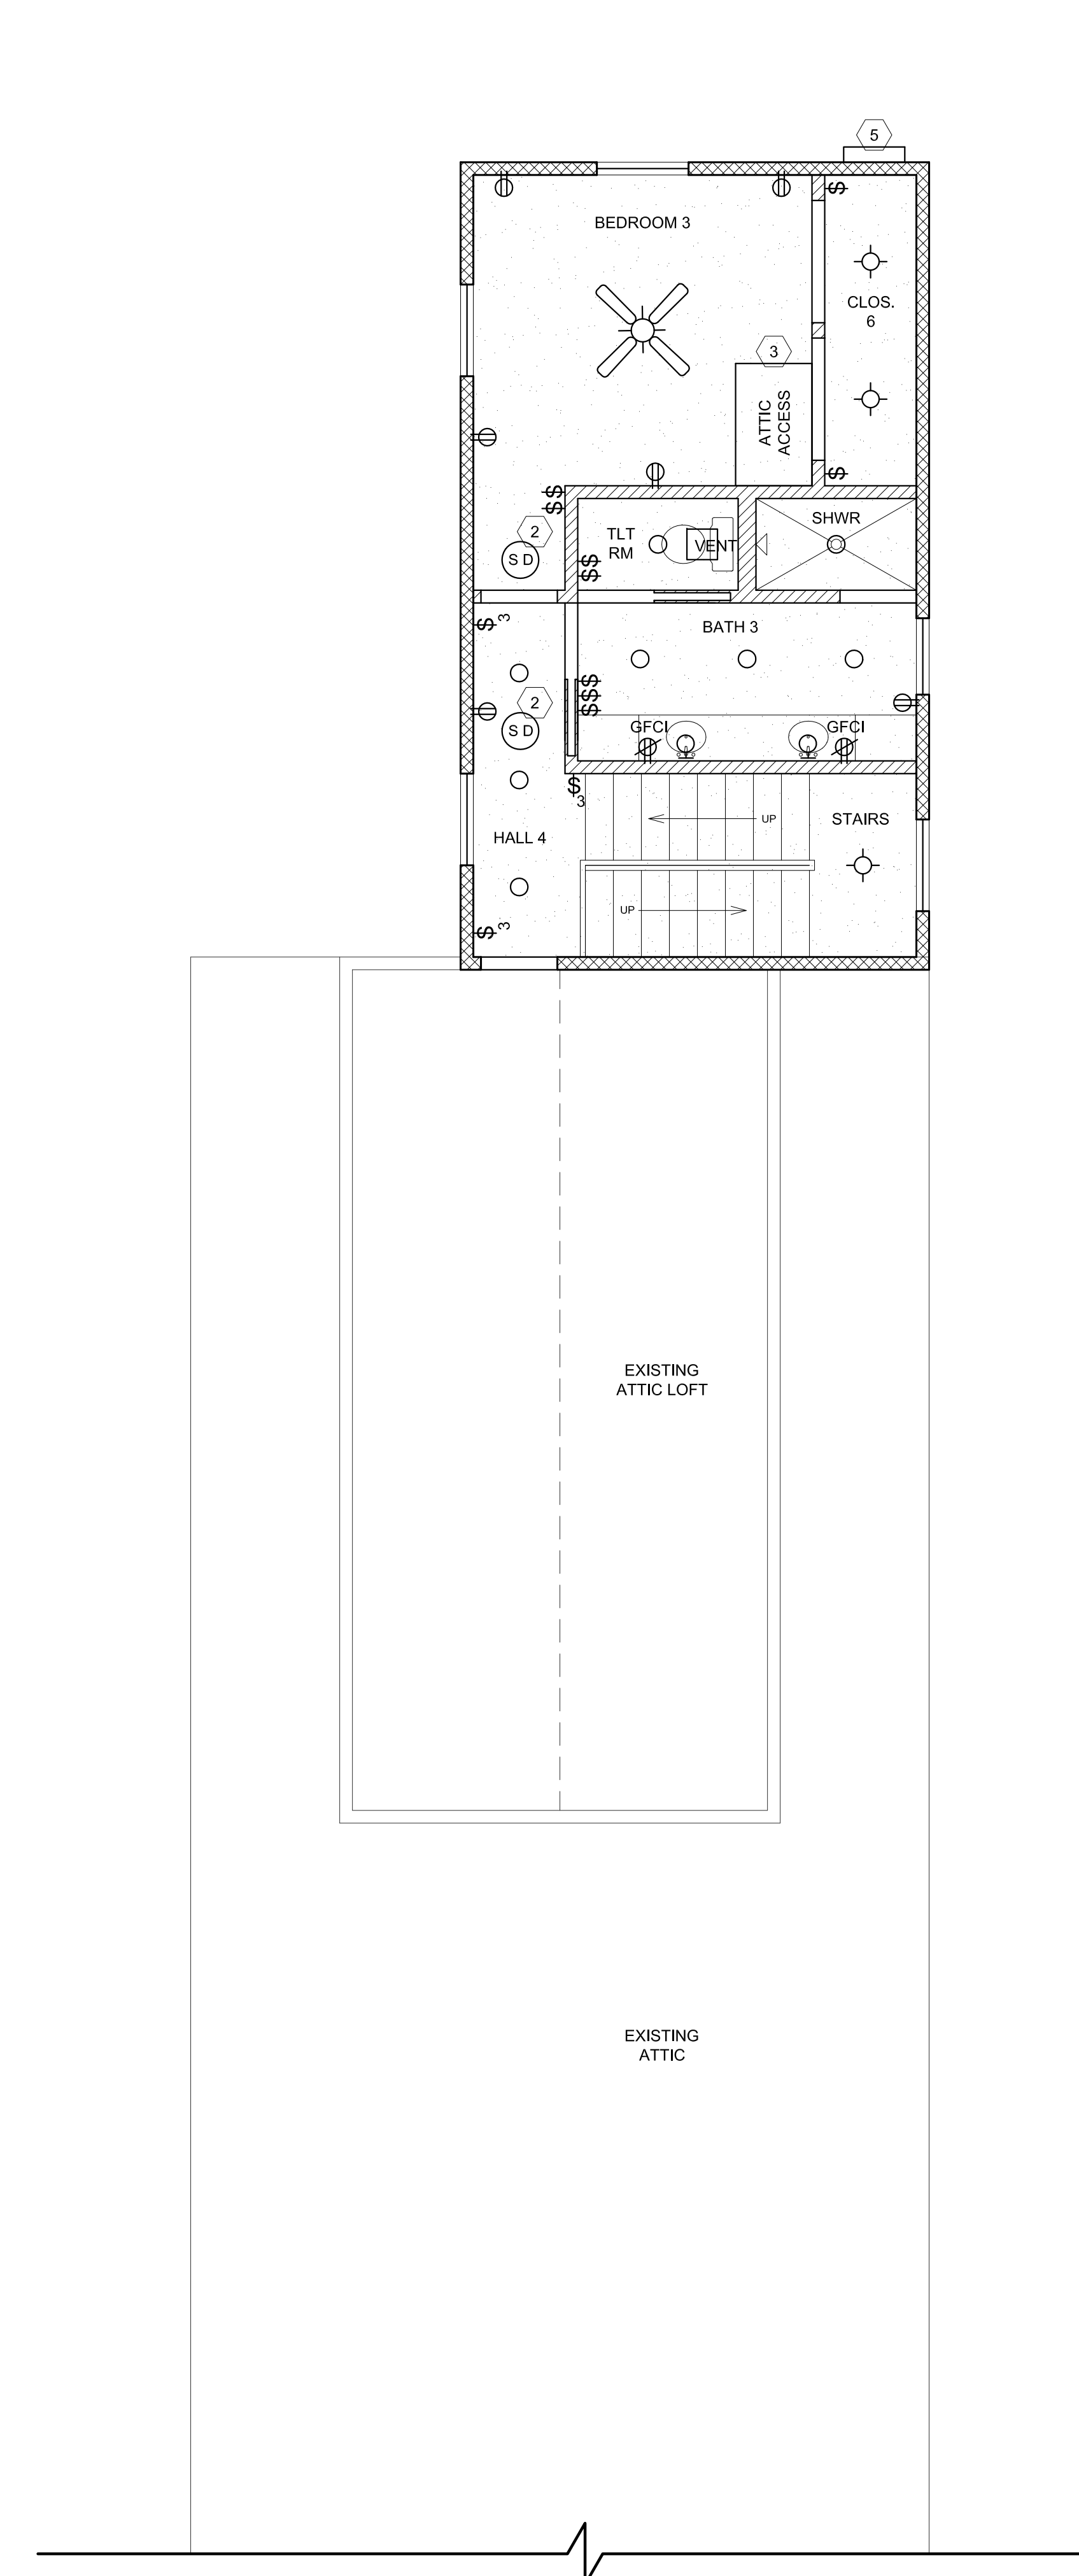 5
BEDROOM 3
$
CLOS.
6
3
ATTIC
ACCESS
$
$
$
2
S D
TLT
RM
VENT
SHWR
$
$
$ 3
BATH 3
2
S D
$
$
$
GFCI
GFCI
$
3
UP
STAIRS
HALL 4
UP
$ 3
EXISTING
ATTIC LOFT
EXISTING
ATTIC